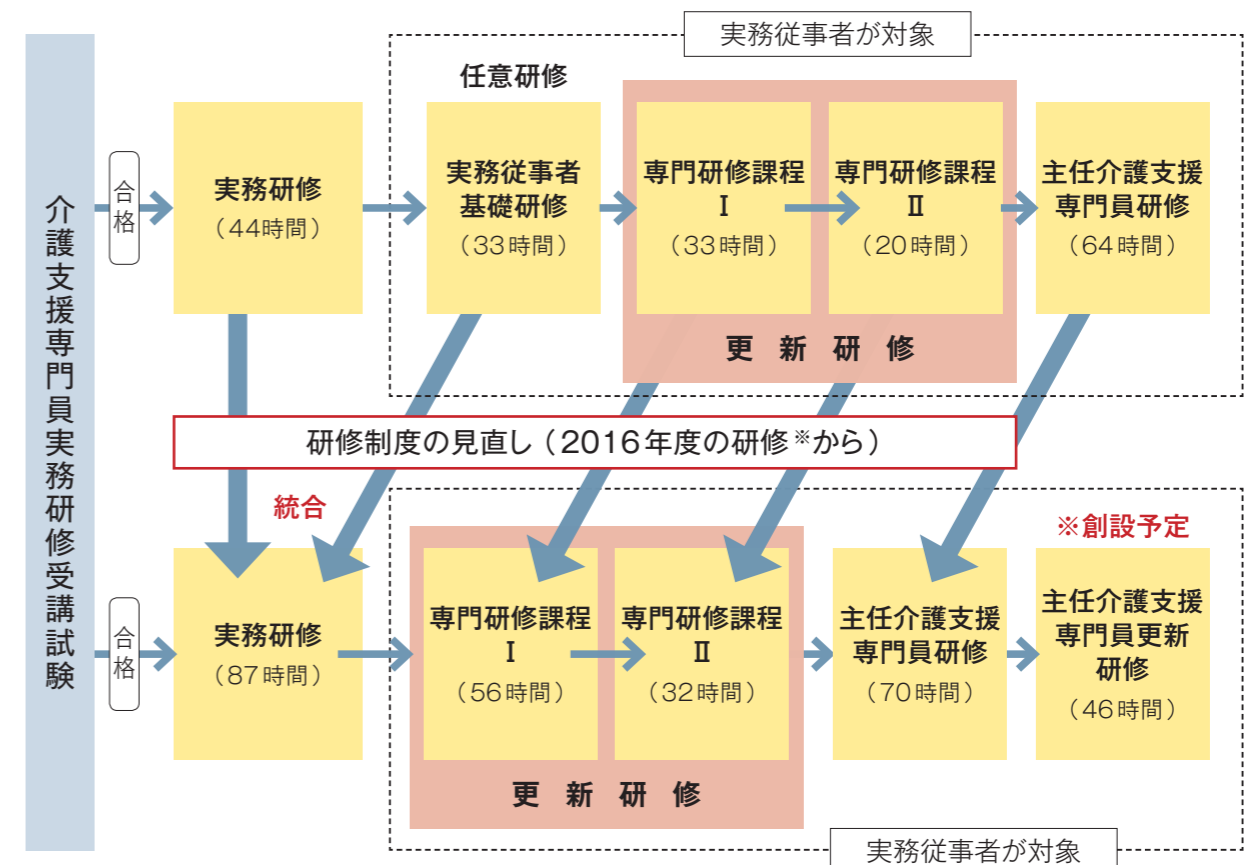 介護支援専門員実務研修受講試験
実務従事者が対象
合格
実務研修
（44時間）
任意研修
実務従事者
基礎研修
（33時間）
専門研修課程
Ⅰ
（33時間）
専門研修課程
Ⅱ
（20時間）
更新研修
主任介護支援
専門員研修
（64時間）
研修制度の見直し（2016年度の研修※から）
統合
※創設予定
合格
実務研修
（87時間）
専門研修課程
Ⅰ
（56時間）
専門研修課程
Ⅱ
（32時間）
更新研修
主任介護支援
専門員研修
（70時間）
主任介護支援
専門員更新
研修
（46時間）
実務従事者が対象